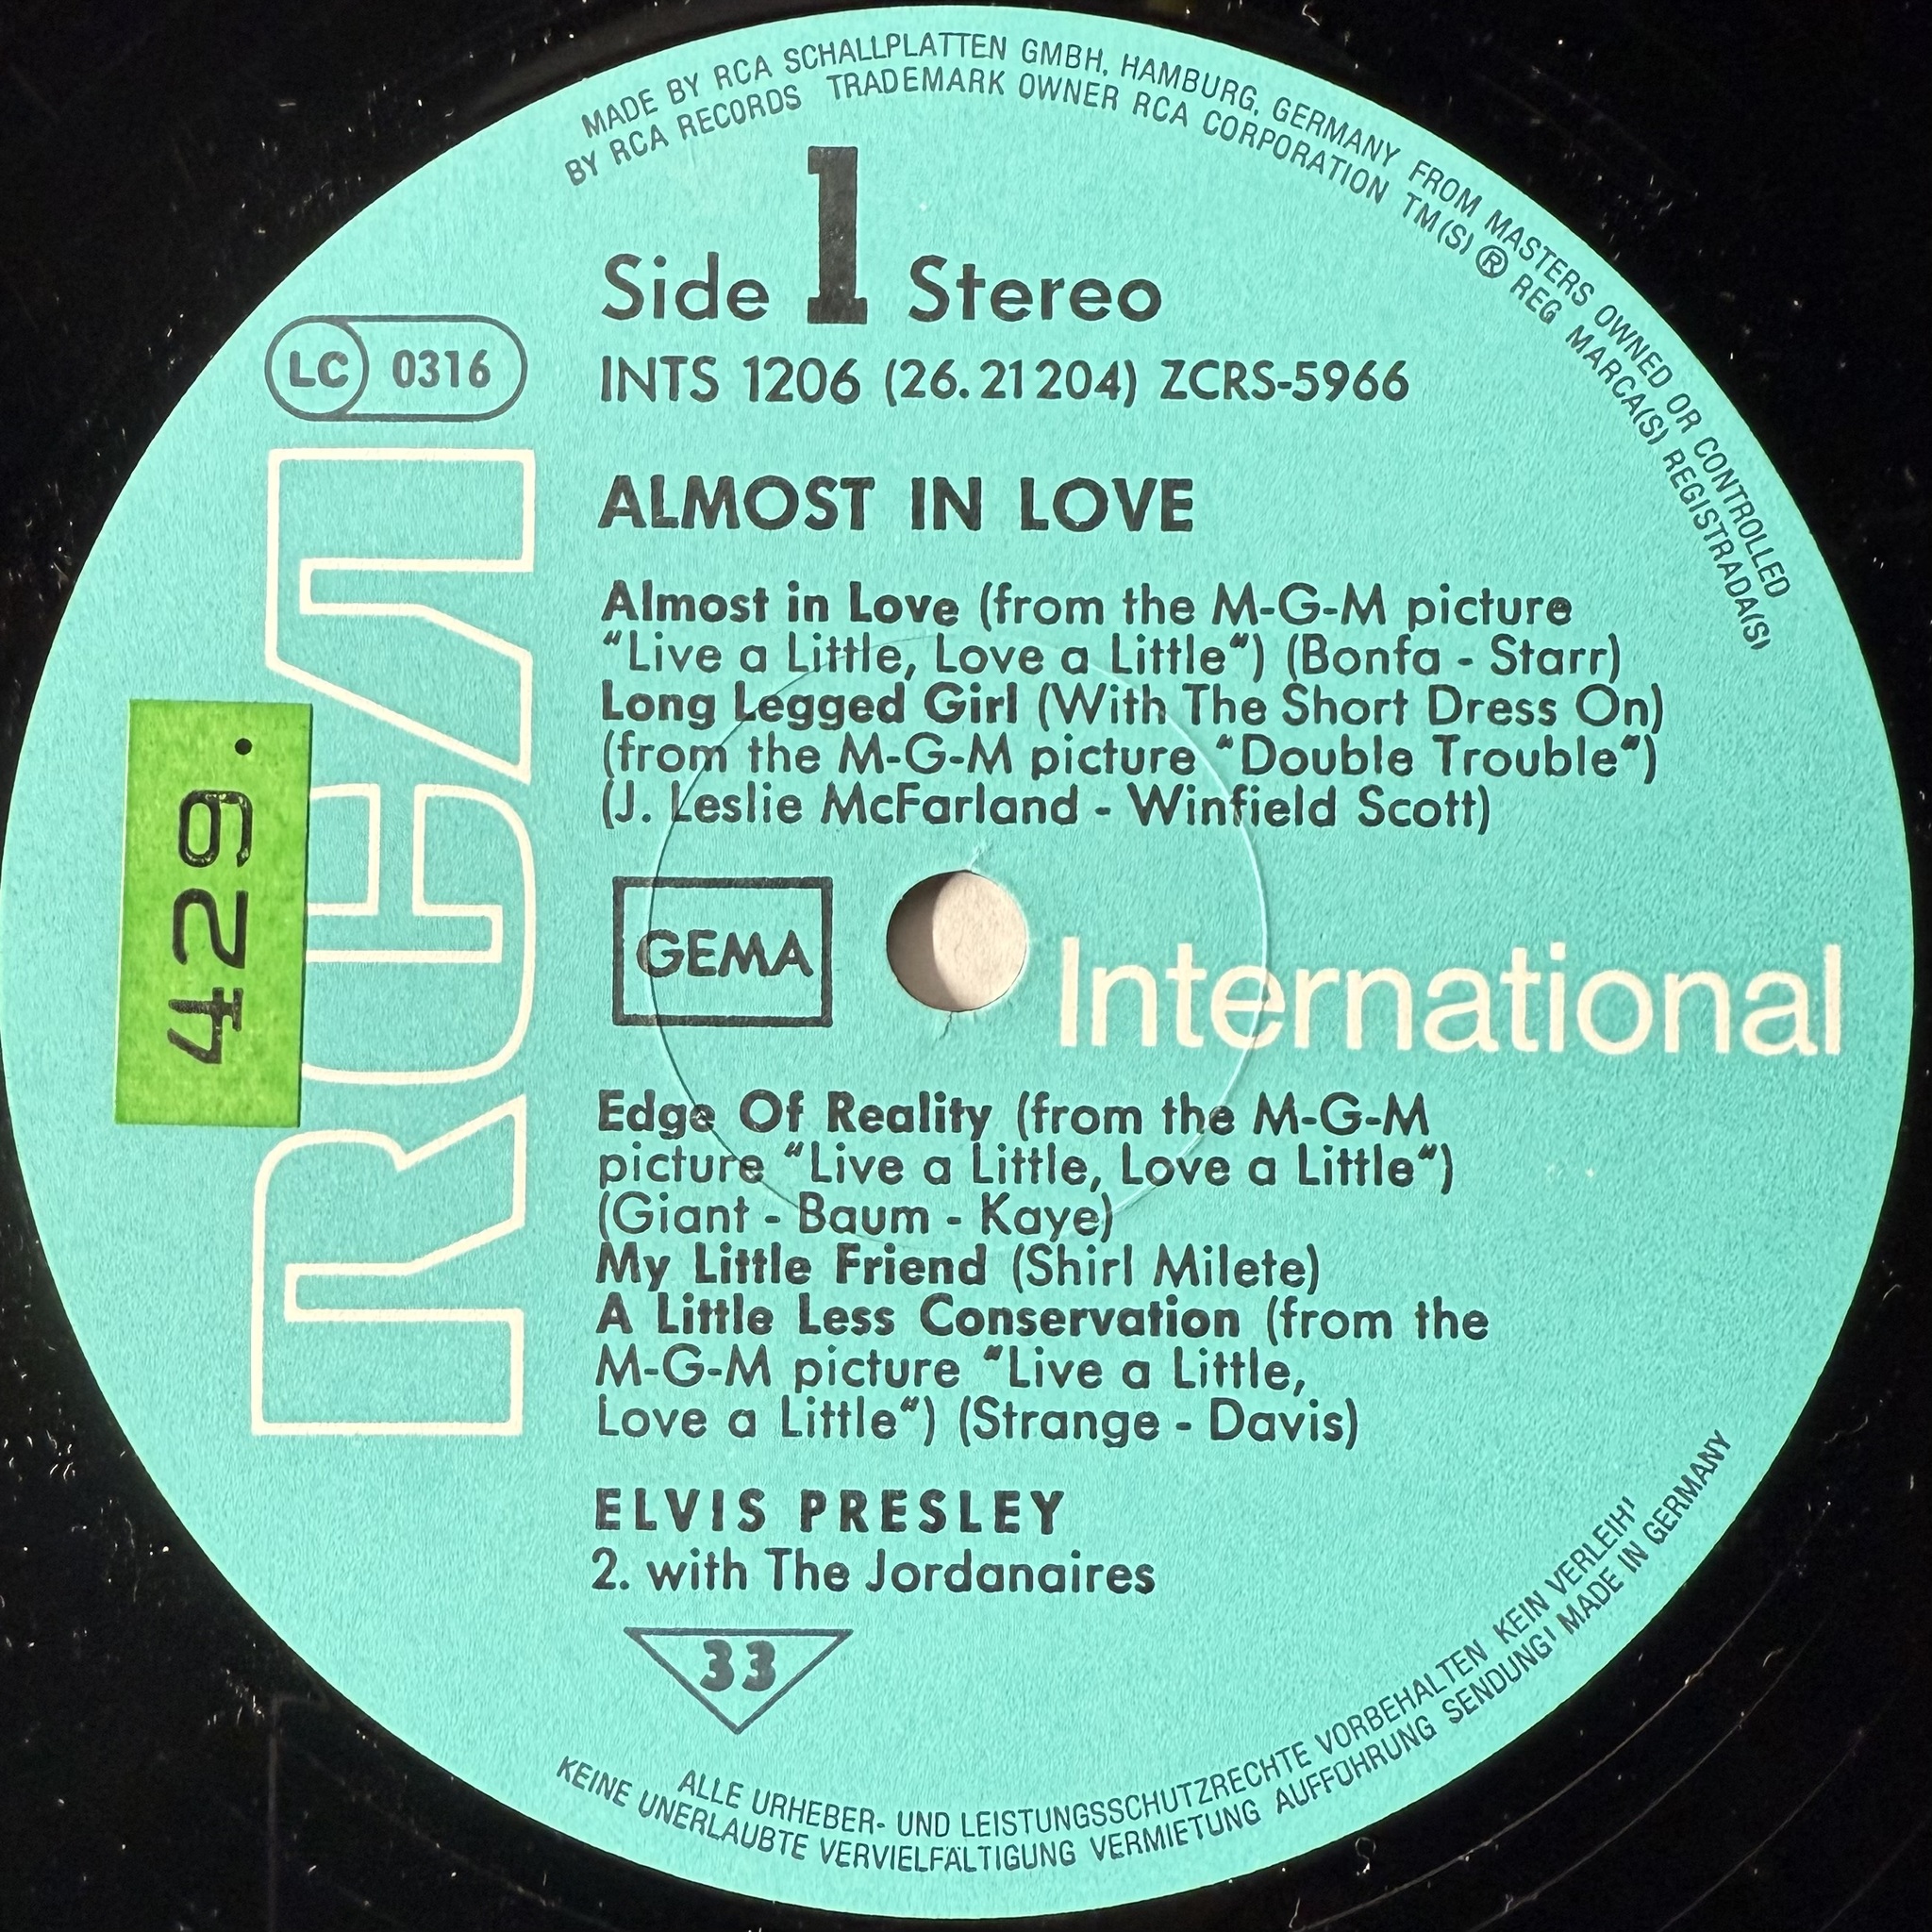 MADE BY RCA SCHALLPLATTEN GMBH, HAMBURG, GERMANY FROM MASTERS OWNED OR CONTROLLED
BY RCA RECORDS TRADEMARK OWNER RCA CORPORATION TM(S) ® REG MARCA(S) REGISTRADA(S)
Side 1 Stereo
LC 0316
INTS 1206 (26.21204) ZCRS-5966
RCA
429.
ALMOST IN LOVE
Almost in Love (from the M-G-M picture
“Live a Little, Love a Little“) (Bonfa - Starr)
Long Legged Girl (With The Short Dress On)
(from the M-G-M picture “Double Trouble“)
(J. Leslie McFarland - Winfield Scott)
GEMA
International
Edge Of Reality (from the M-G-M
picture “Live a Little, Love a Little“)
(Giant - Baum - Kaye)
My Little Friend (Shirl Milete)
A Little Less Conservation (from the
M-G-M picture “Live a Little,
Love a Little“) (Strange - Davis)
ELVIS PRESLEY
2. with The Jordanaires
33
ALLE URHEBER- UND LEISTUNGSSCHUTZRECHTE VORBEHALTEN KEIN VERLEIH!
KEINE UNERLAUBTE VERVIELFÄLTIGUNG VERMIETUNG AUFFÜHRUNG SENDUNG! MADE IN GERMANY